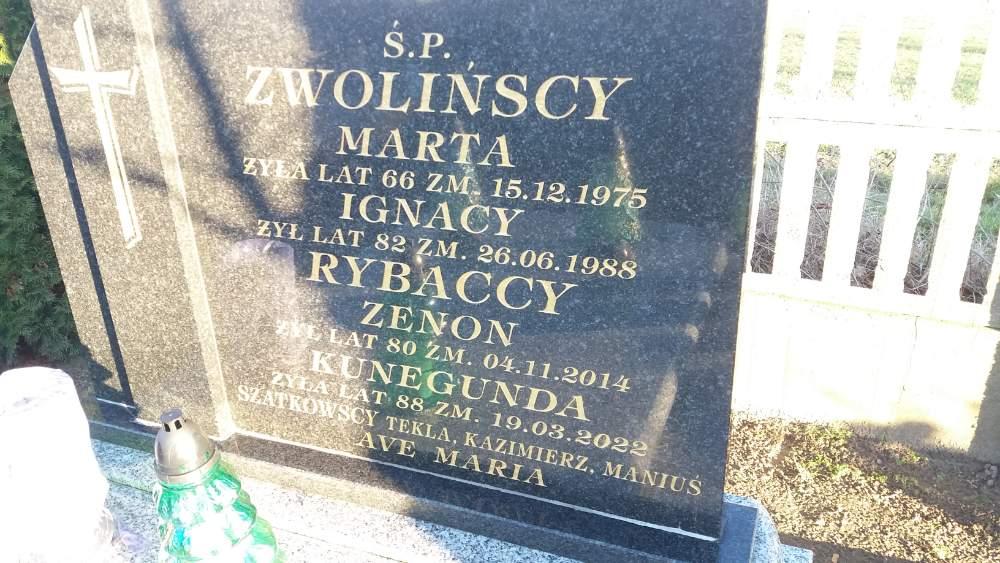 Ś.P.
ZWOLIŃSCY
MARTA
ŻYŁA LAT 66 ZM. 15.12.1975
IGNACY
ŻYŁ LAT 82 ZM. 26.06.1988
RYBACCY
ZENON
ŻYŁ LAT 80 ZM. 04.11.2014
KUNEGUNDA
ŻYŁA LAT 88 ZM. 19.03.2022
SZATKOWSCY TEKLA, KAZIMIERZ, MANIUŚ
AVE MARIA